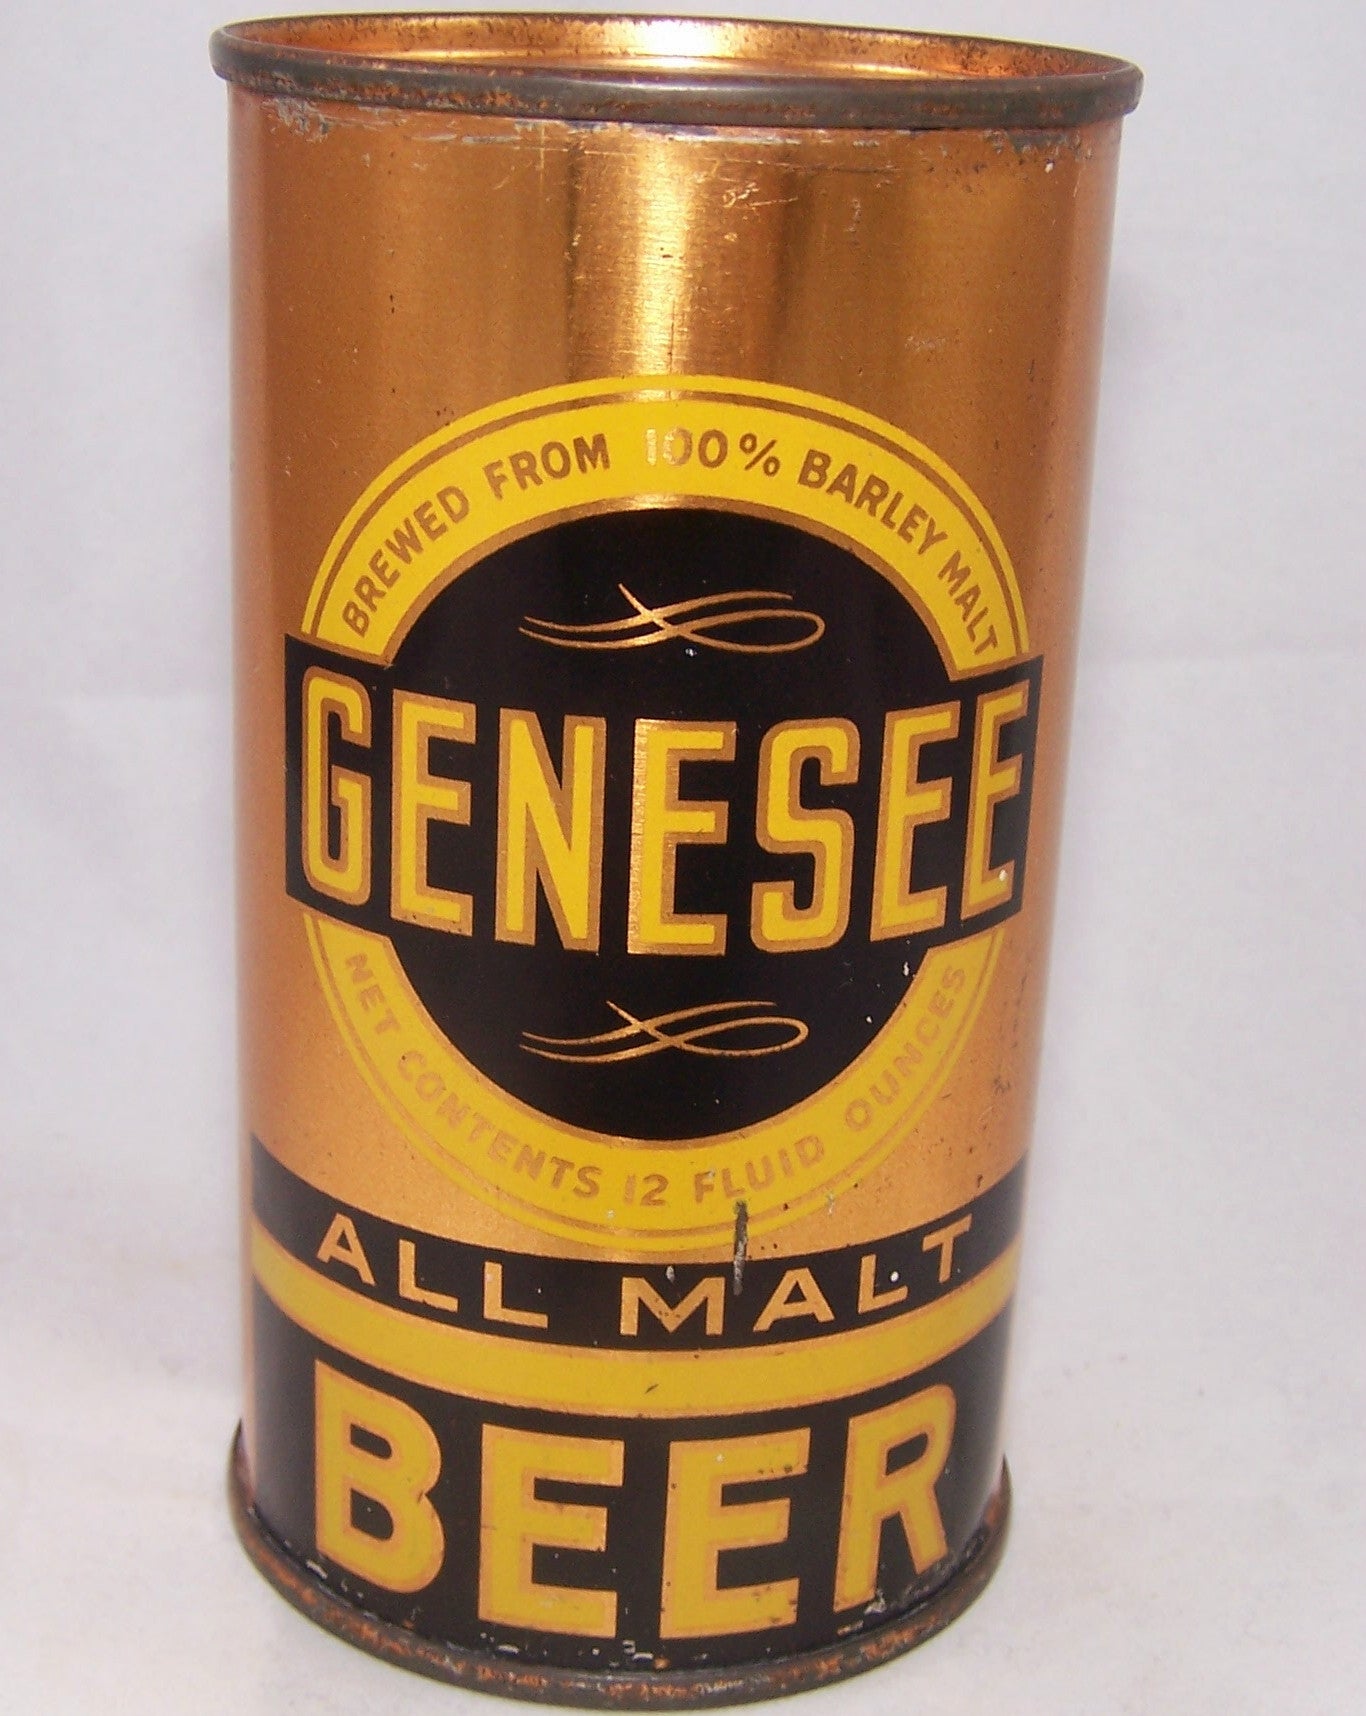 BREWED FROM 100% BARLEY MALT
GENESEE
NET CONTENTS 12 FLUID OUNCES
ALL MALT
BEER